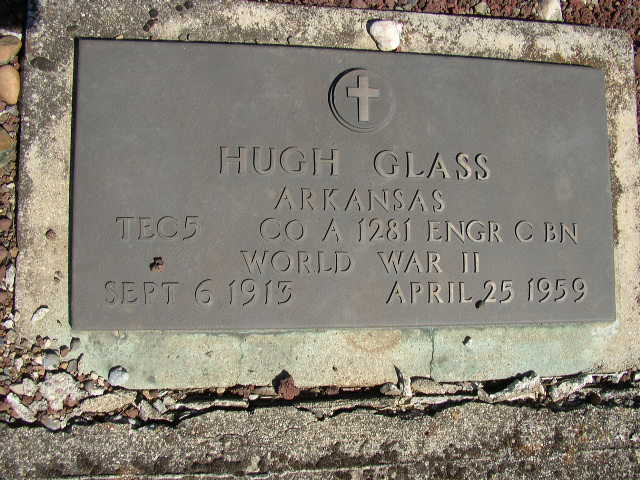 HUGH GLASS
ARKANSAS
TEC5 CO A 1281 ENGR C BN
WORLD WAR II
SEPT 6 1913 APRIL 25 1959